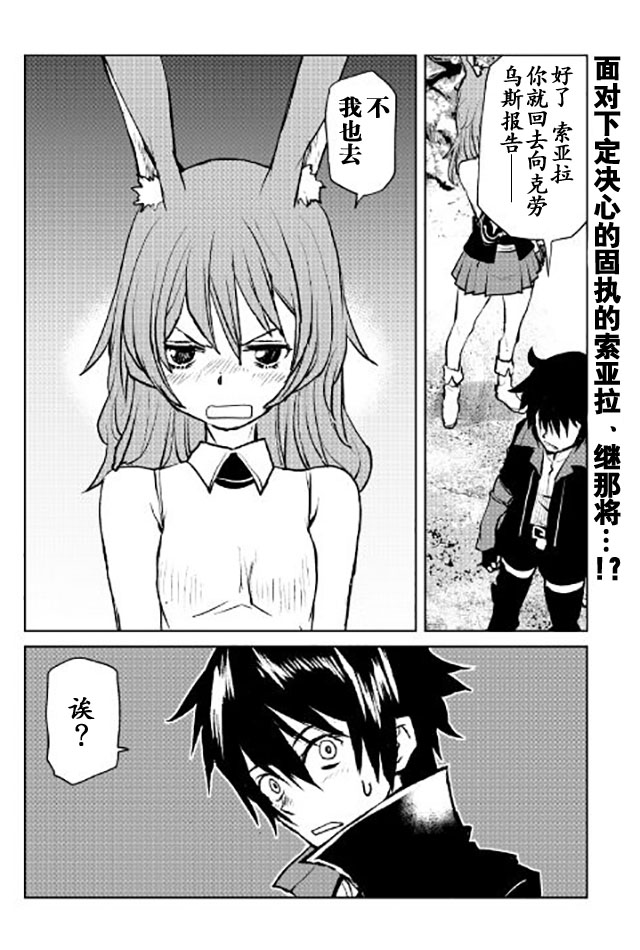 面对下定决心的固执的索亚拉、继那将…!?
好了 索亚拉
你就回去向克劳
乌斯报告——
不
我也去
诶?